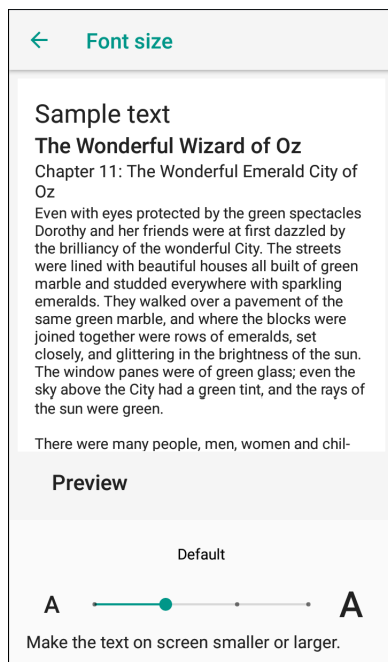 Font size
Sample text
The Wonderful Wizard of Oz
Chapter 11: The Wonderful Emerald City of
Oz
Even with eyes protected by the green spectacles
Dorothy and her friends were at first dazzled by
the brilliancy of the wonderful City. The streets
were lined with beautiful houses all built of green
marble and studded everywhere with sparkling
emeralds. They walked over a pavement of the
same green marble, and where the blocks were
joined together were rows of emeralds, set
closely, and glittering in the brightness of the sun.
The window panes were of green glass; even the
sky above the City had a green tint, and the rays of
the sun were green.
There were many people, men, women and chil-
Preview
Default
A A
Make the text on screen smaller or larger.